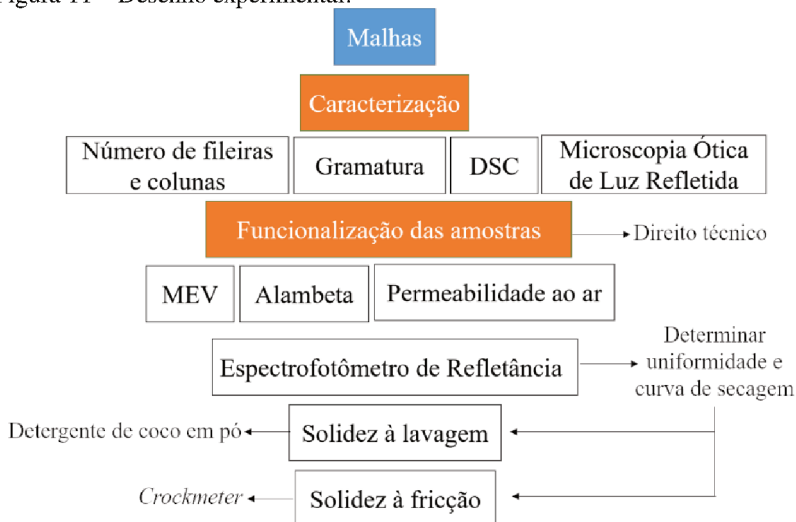 Figura 11 – Desenho experimental.
Malhas
Caracterização
Número de fileiras
e colunas
Gramatura
DSC
Microscopia Ótica
de Luz Refletida
Funcionalização das amostras
Direito técnico
MEV
Alambeta
Permeabilidade ao ar
Espectrofotômetro de Refletância
Determinar
uniformidade e
curva de secagem
Detergente de coco em pó
Solidez à lavagem
Crockmeter
Solidez à fricção